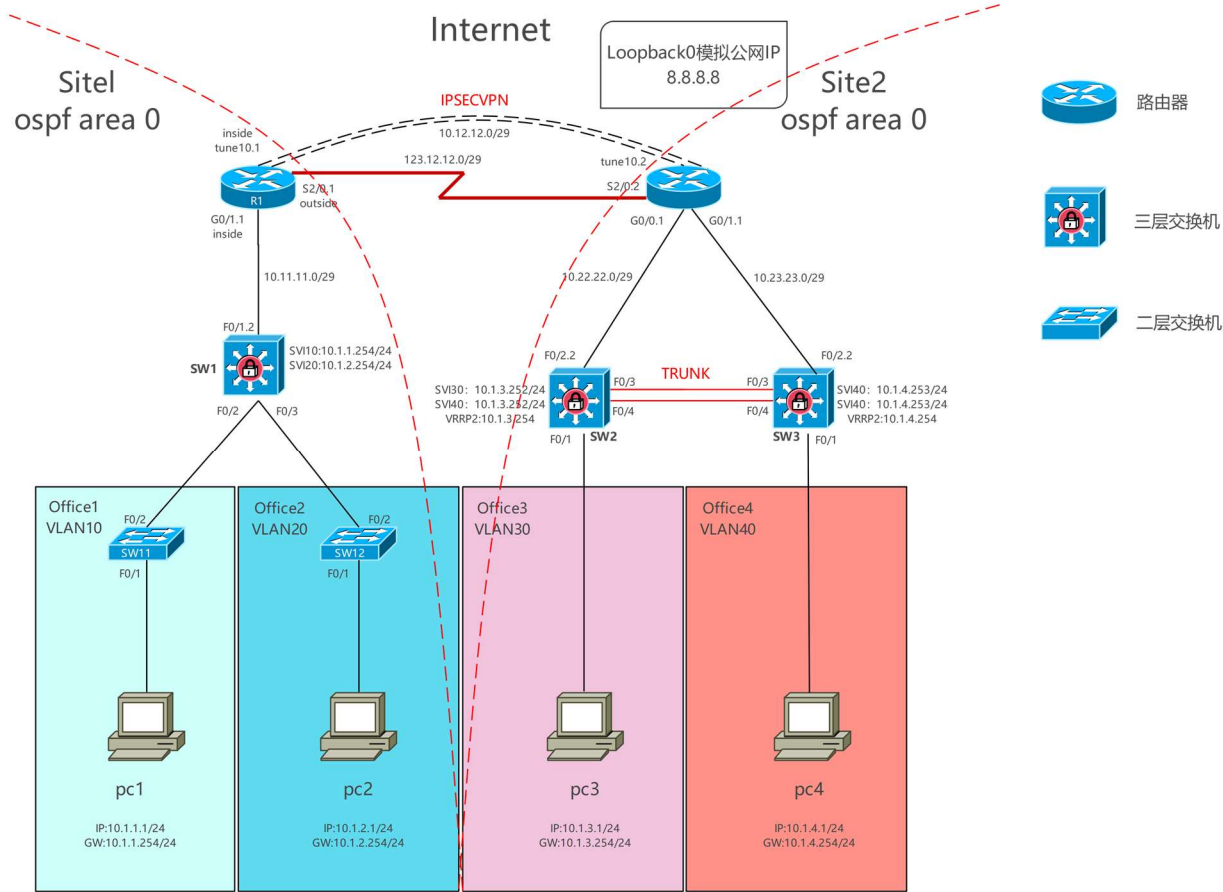 Internet
Loopback0模拟公网IP
8.8.8.8
SiteI
ospf area 0
Site2
ospf area 0
路由器
三层交换机
二层交换机
IPSECVPN
10.12.12.0/29
inside
tune10.1
tune10.2
123.12.12.0/29
R1
S2/0.1
outside
S2/0.2
G0/1.1
inside
G0/0.1
G0/1.1
10.11.11.0/29
10.22.22.0/29
10.23.23.0/29
F0/1.2
SW1
SVI10:10.1.1.254/24
SVI20:10.1.2.254/24
F0/2
F0/3
F0/2.2
F0/2.2
TRUNK
SVI30：10.1.3.252/24
SVI40：10.1.3.252/24
VRRP2:10.1.3.254
F0/3
F0/4
F0/1
SW2
F0/3
F0/4
SVI40：10.1.4.253/24
SVI40：10.1.4.253/24
VRRP2:10.1.4.254
SW3
F0/1
Office1
VLAN10
F0/2
SW11
F0/1
Office2
VLAN20
F0/2
SW12
F0/1
Office3
VLAN30
Office4
VLAN40
pc1
pc2
pc3
pc4
IP:10.1.1.1/24
GW:10.1.1.254/24
IP:10.1.2.1/24
GW:10.1.2.254/24
IP:10.1.3.1/24
GW:10.1.3.254/24
IP:10.1.4.1/24
GW:10.1.4.254/24